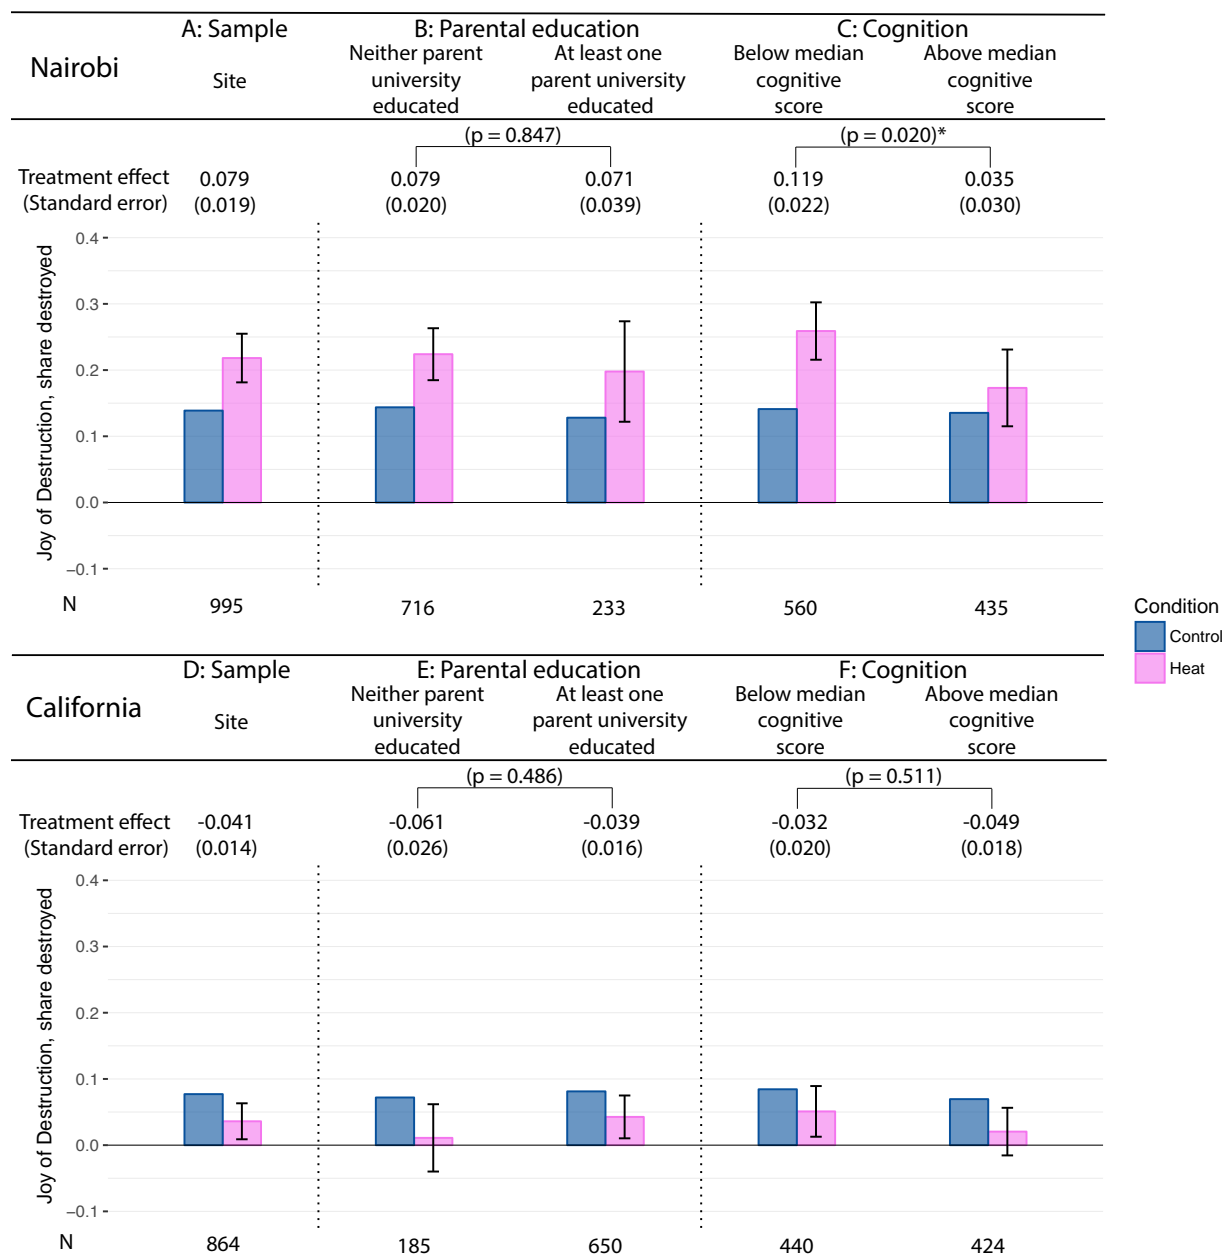 A: Sample B: Parental education C: Cognition
Nairobi Site Neither parent university educated At least one parent university educated Below median cognitive score Above median cognitive score
(p = 0.847) (p = 0.020)*
Treatment effect 0.079 0.079 0.071 0.119 0.035
(Standard error) (0.019) (0.020) (0.039) (0.022) (0.030)
Joy of Destruction, share destroyed
0.4
0.3
0.2
0.1
0.0
−0.1
N 995 716 233 560 435
Condition
Control
Heat
D: Sample E: Parental education F: Cognition
California Site Neither parent university educated At least one parent university educated Below median cognitive score Above median cognitive score
(p = 0.486) (p = 0.511)
Treatment effect -0.041 -0.061 -0.039 -0.032 -0.049
(Standard error) (0.014) (0.026) (0.016) (0.020) (0.018)
Joy of Destruction, share destroyed
0.4
0.3
0.2
0.1
0.0
−0.1
N 864 185 650 440 424